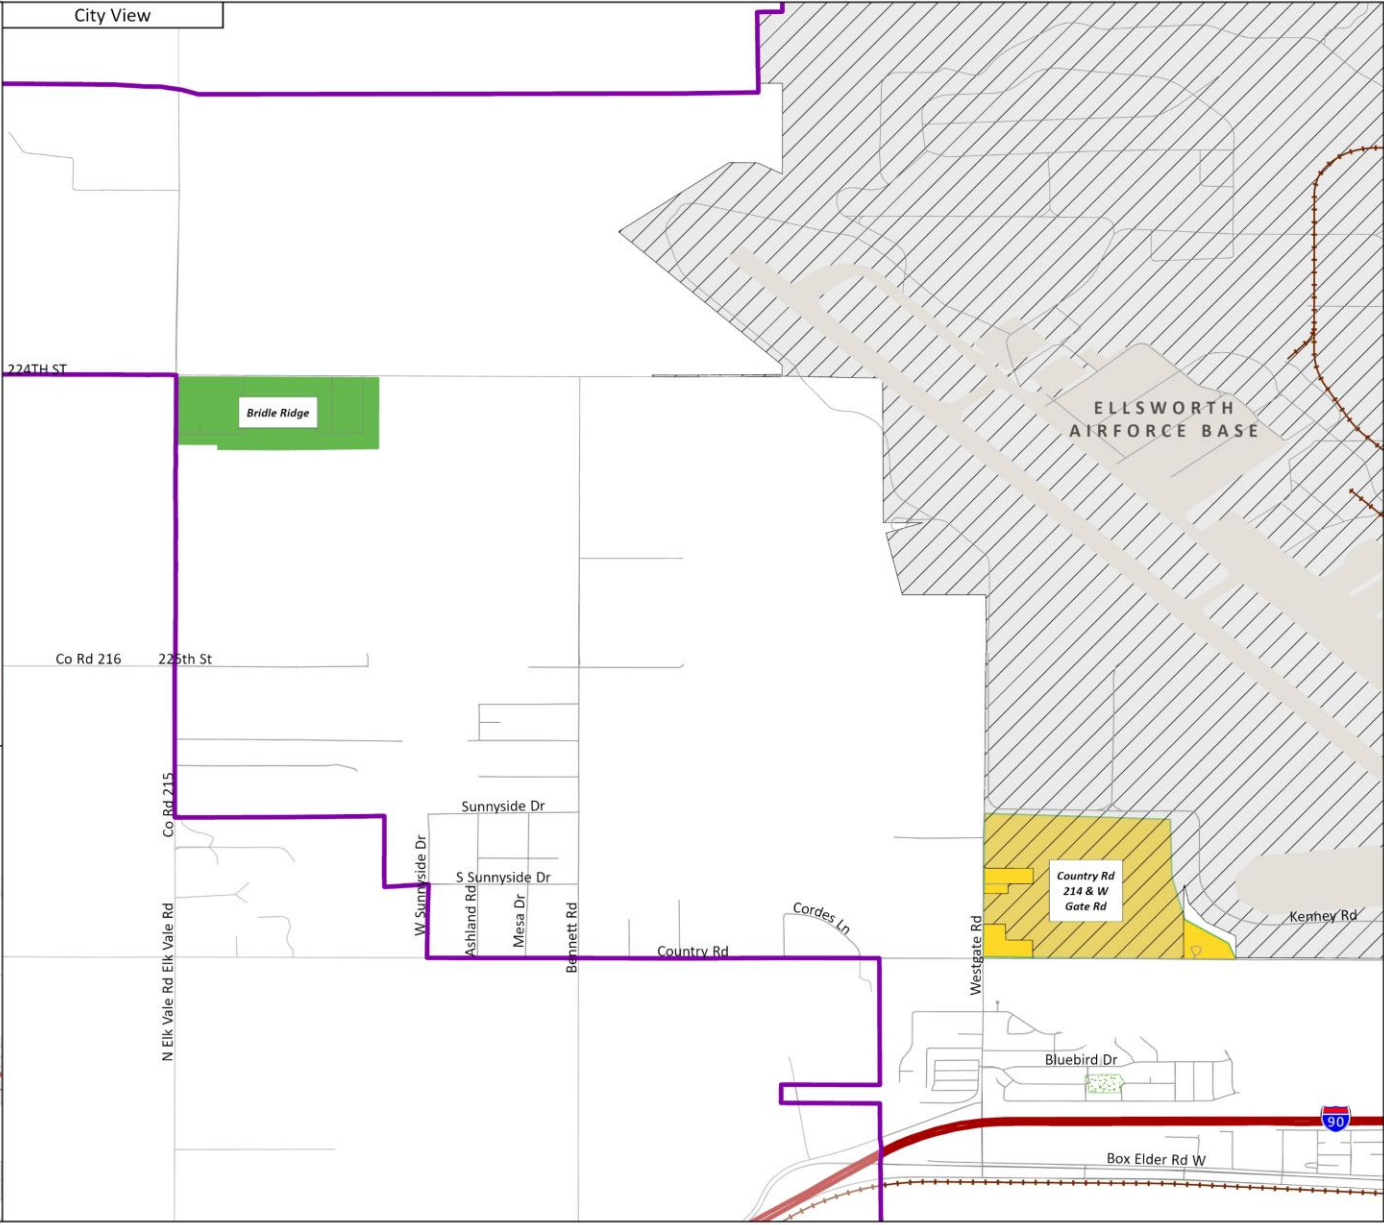 City View
224TH ST
Bridle Ridge
ELLSWORTH
AIRFORCE BASE
Co Rd 216
225th St
Co Rd 215
Sunnyside Dr
W Sunnyside Dr
S Sunnyside Dr
Ashland Rd
Mesa Dr
Bennett Rd
Country Rd
Cordes Ln
Westgate Rd
Country Rd
214 & W
Gate Rd
Kenney Rd
N Elk Vale Rd Elk Vale Rd
Bluebird Dr
90
Box Elder Rd W